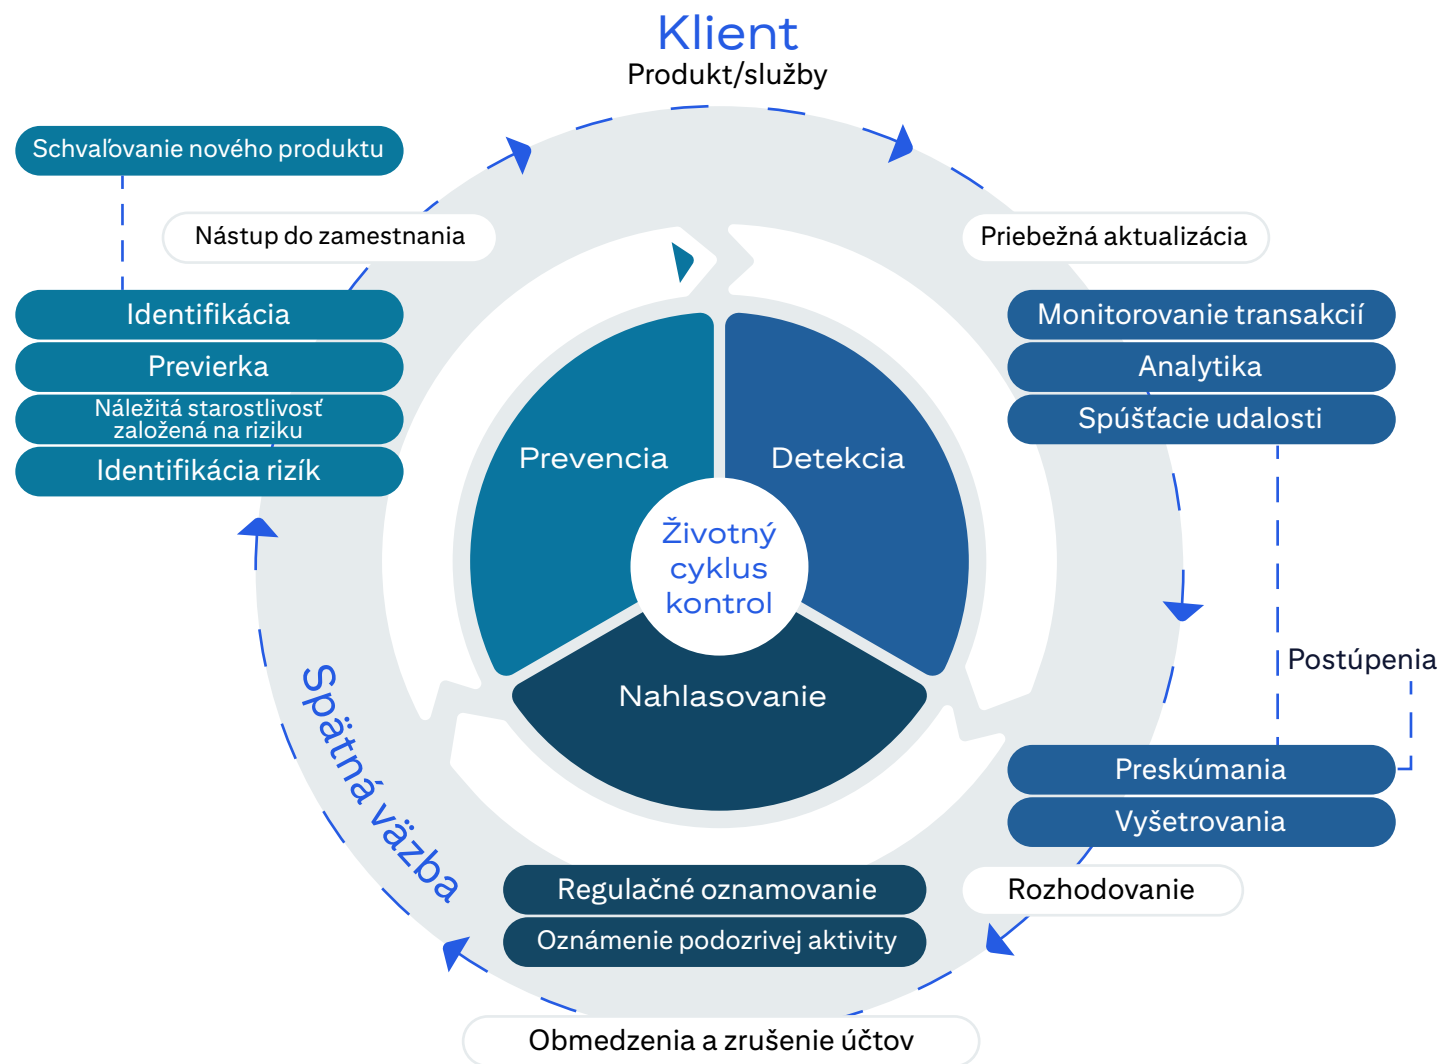 Klient
Produkt/služby
Schvaľovanie nového produktu
Nástup do zamestnania
Priebežná aktualizácia
Identifikácia
Previerka
Náležitá starostlivosť
založená na riziku
Identifikácia rizík
Monitorovanie transakcií
Analytika
Spúšťacie udalosti
Prevencia
Detekcia
Životný
cyklus
kontrol
Nahlasovanie
Postúpenia
Spätná väzba
Preskúmania
Vyšetrovania
Regulačné oznamovanie
Oznámenie podozrivej aktivity
Rozhodovanie
Obmedzenia a zrušenie účtov